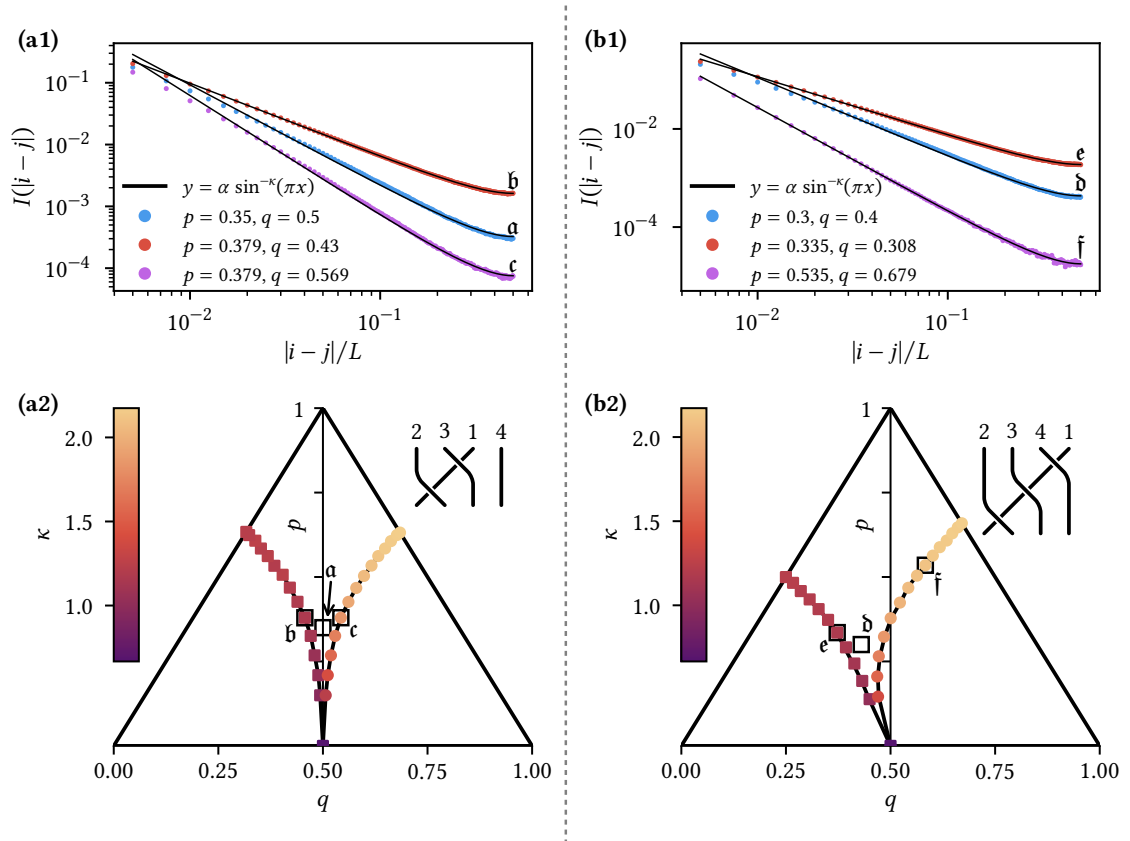 (a1)
10⁻¹
10⁻²
10⁻³
10⁻⁴
I(|i − j|)
y = α sin⁻ᵏ(πx)
p = 0.35, q = 0.5
p = 0.379, q = 0.43
p = 0.379, q = 0.569
𝔟
𝔞
𝔠
10⁻² 10⁻¹
|i − j|/L
(b1)
10⁻²
10⁻⁴
I(|i − j|)
y = α sin⁻ᵏ(πx)
p = 0.3, q = 0.4
p = 0.335, q = 0.308
p = 0.535, q = 0.679
𝔢
𝔡
𝔣
10⁻² 10⁻¹
|i − j|/L
(a2)
2.0
1.5
1.0
κ
1
p
2 3 1 4
𝔞
𝔟
𝔠
0.00 0.25 0.50 0.75 1.00
q
(b2)
2.0
1.5
1.0
κ
1
p
2 3 4 1
𝔣
𝔡
𝔢
0.00 0.25 0.50 0.75 1.00
q